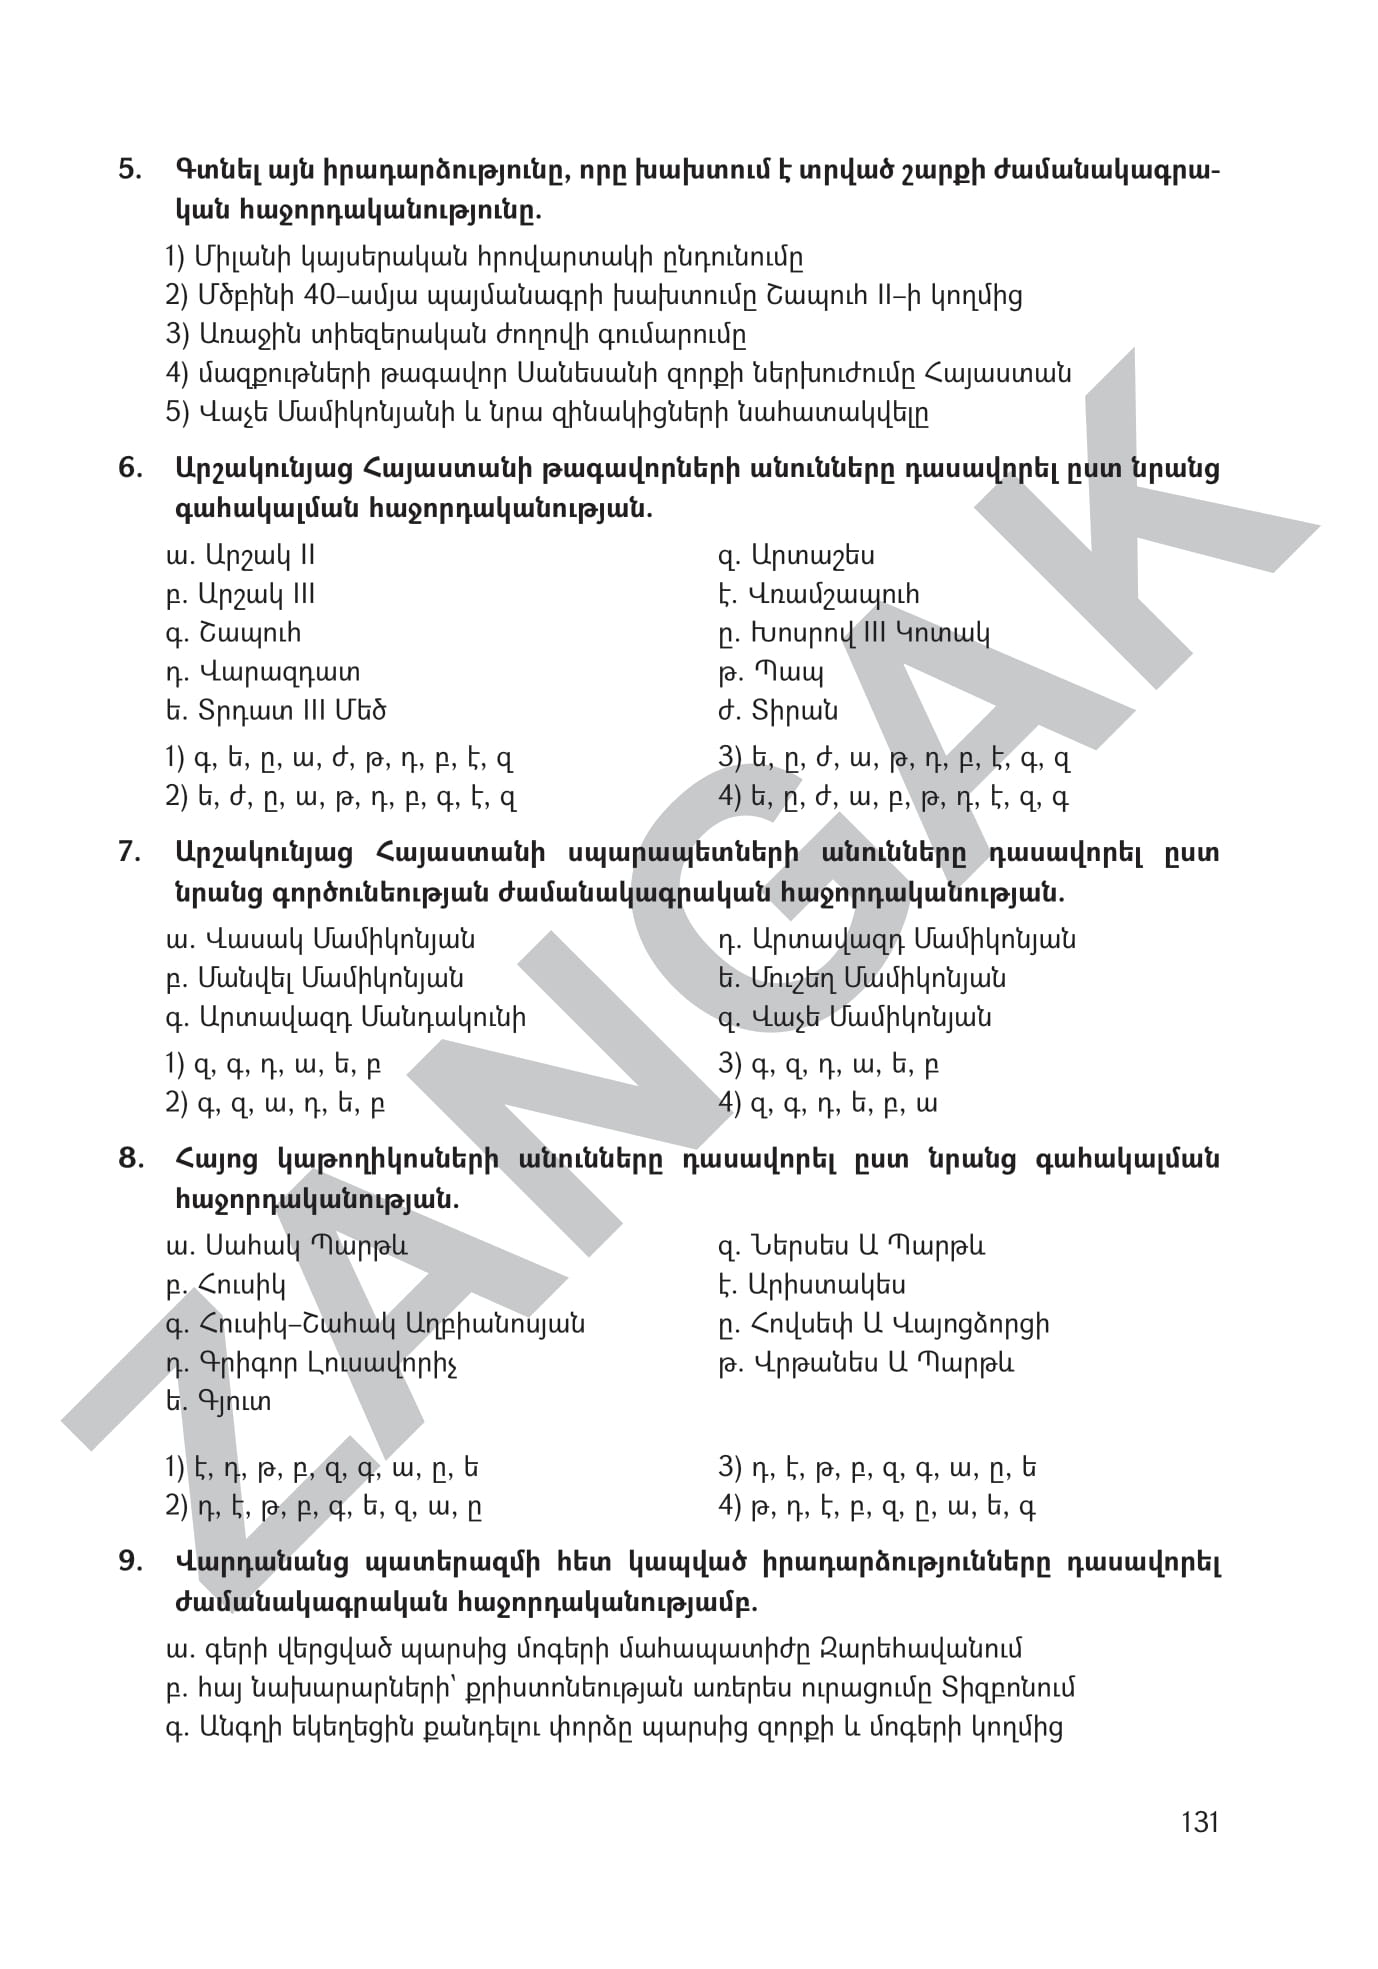 5. Գտնել այն իրադարձությունը, որը խախտում է տրված շարքի ժամանակագրա-
կան հաջորդականությունը.
1) Միլանի կայսերական հրովարտակի ընդունումը
2) Մծբինի 40–ամյա պայմանագրի խախտումը Շապուհ II–ի կողմից
3) Առաջին տիեզերական ժողովի գումարումը
4) մազքութների թագավոր Սանեսանի զորքի ներխուժումը Հայաստան
5) Վաչե Մամիկոնյանի և նրա զինակիցների նահատակվելը
6. Արշակունյաց Հայաստանի թագավորների անունները դասավորել ըստ նրանց
գահակալման հաջորդականության.
ա. Արշակ II
բ. Արշակ III
գ. Շապուհ
դ. Վարազդատ
ե. Տրդատ III Մեծ
զ. Արտաշես
է. Վռամշապուհ
ը. Խոսրով III Կոտակ
թ. Պապ
ժ. Տիրան
1) գ, ե, ը, ա, ժ, թ, դ, բ, է, զ
2) ե, ժ, ը, ա, թ, դ, բ, գ, է, զ
3) ե, ը, ժ, ա, թ, դ, բ, է, գ, զ
4) ե, ը, ժ, ա, բ, թ, դ, է, զ, գ
7. Արշակունյաց Հայաստանի սպարապետների անունները դասավորել ըստ
նրանց գործունեության ժամանակագրական հաջորդականության.
ա. Վասակ Մամիկոնյան
բ. Մանվել Մամիկոնյան
գ. Արտավազդ Մանդակունի
դ. Արտավազդ Մամիկոնյան
ե. Մուշեղ Մամիկոնյան
զ. Վաչե Մամիկոնյան
1) զ, գ, դ, ա, ե, բ
2) գ, զ, ա, դ, ե, բ
3) գ, զ, դ, ա, ե, բ
4) զ, գ, դ, ե, բ, ա
8. Հայոց կաթողիկոսների անունները դասավորել ըստ նրանց գահակալման
հաջորդականության.
ա. Սահակ Պարթև
բ. Հուսիկ
գ. Հուսիկ–Շահակ Աղբիանոսյան
դ. Գրիգոր Լուսավորիչ
ե. Գյուտ
զ. Ներսես Ա Պարթև
է. Արիստակես
ը. Հովսեփ Ա Վայոցձորցի
թ. Վրթանես Ա Պարթև
1) է, դ, թ, բ, զ, գ, ա, ը, ե
2) դ, է, թ, բ, գ, ե, զ, ա, ը
3) դ, է, թ, բ, զ, գ, ա, ը, ե
4) թ, դ, է, բ, զ, ը, ա, ե, գ
9. Վարդանանց պատերազմի հետ կապված իրադարձությունները դասավորել
ժամանակագրական հաջորդականությամբ.
ա. գերի վերցված պարսից մոգերի մահապատիժը Զարեհավանում
բ. հայ նախարարների՝ քրիստոնեության առերես ուրացումը Տիզբոնում
գ. Անգղի եկեղեցին քանդելու փորձը պարսից զորքի և մոգերի կողմից
131
ZANGAK